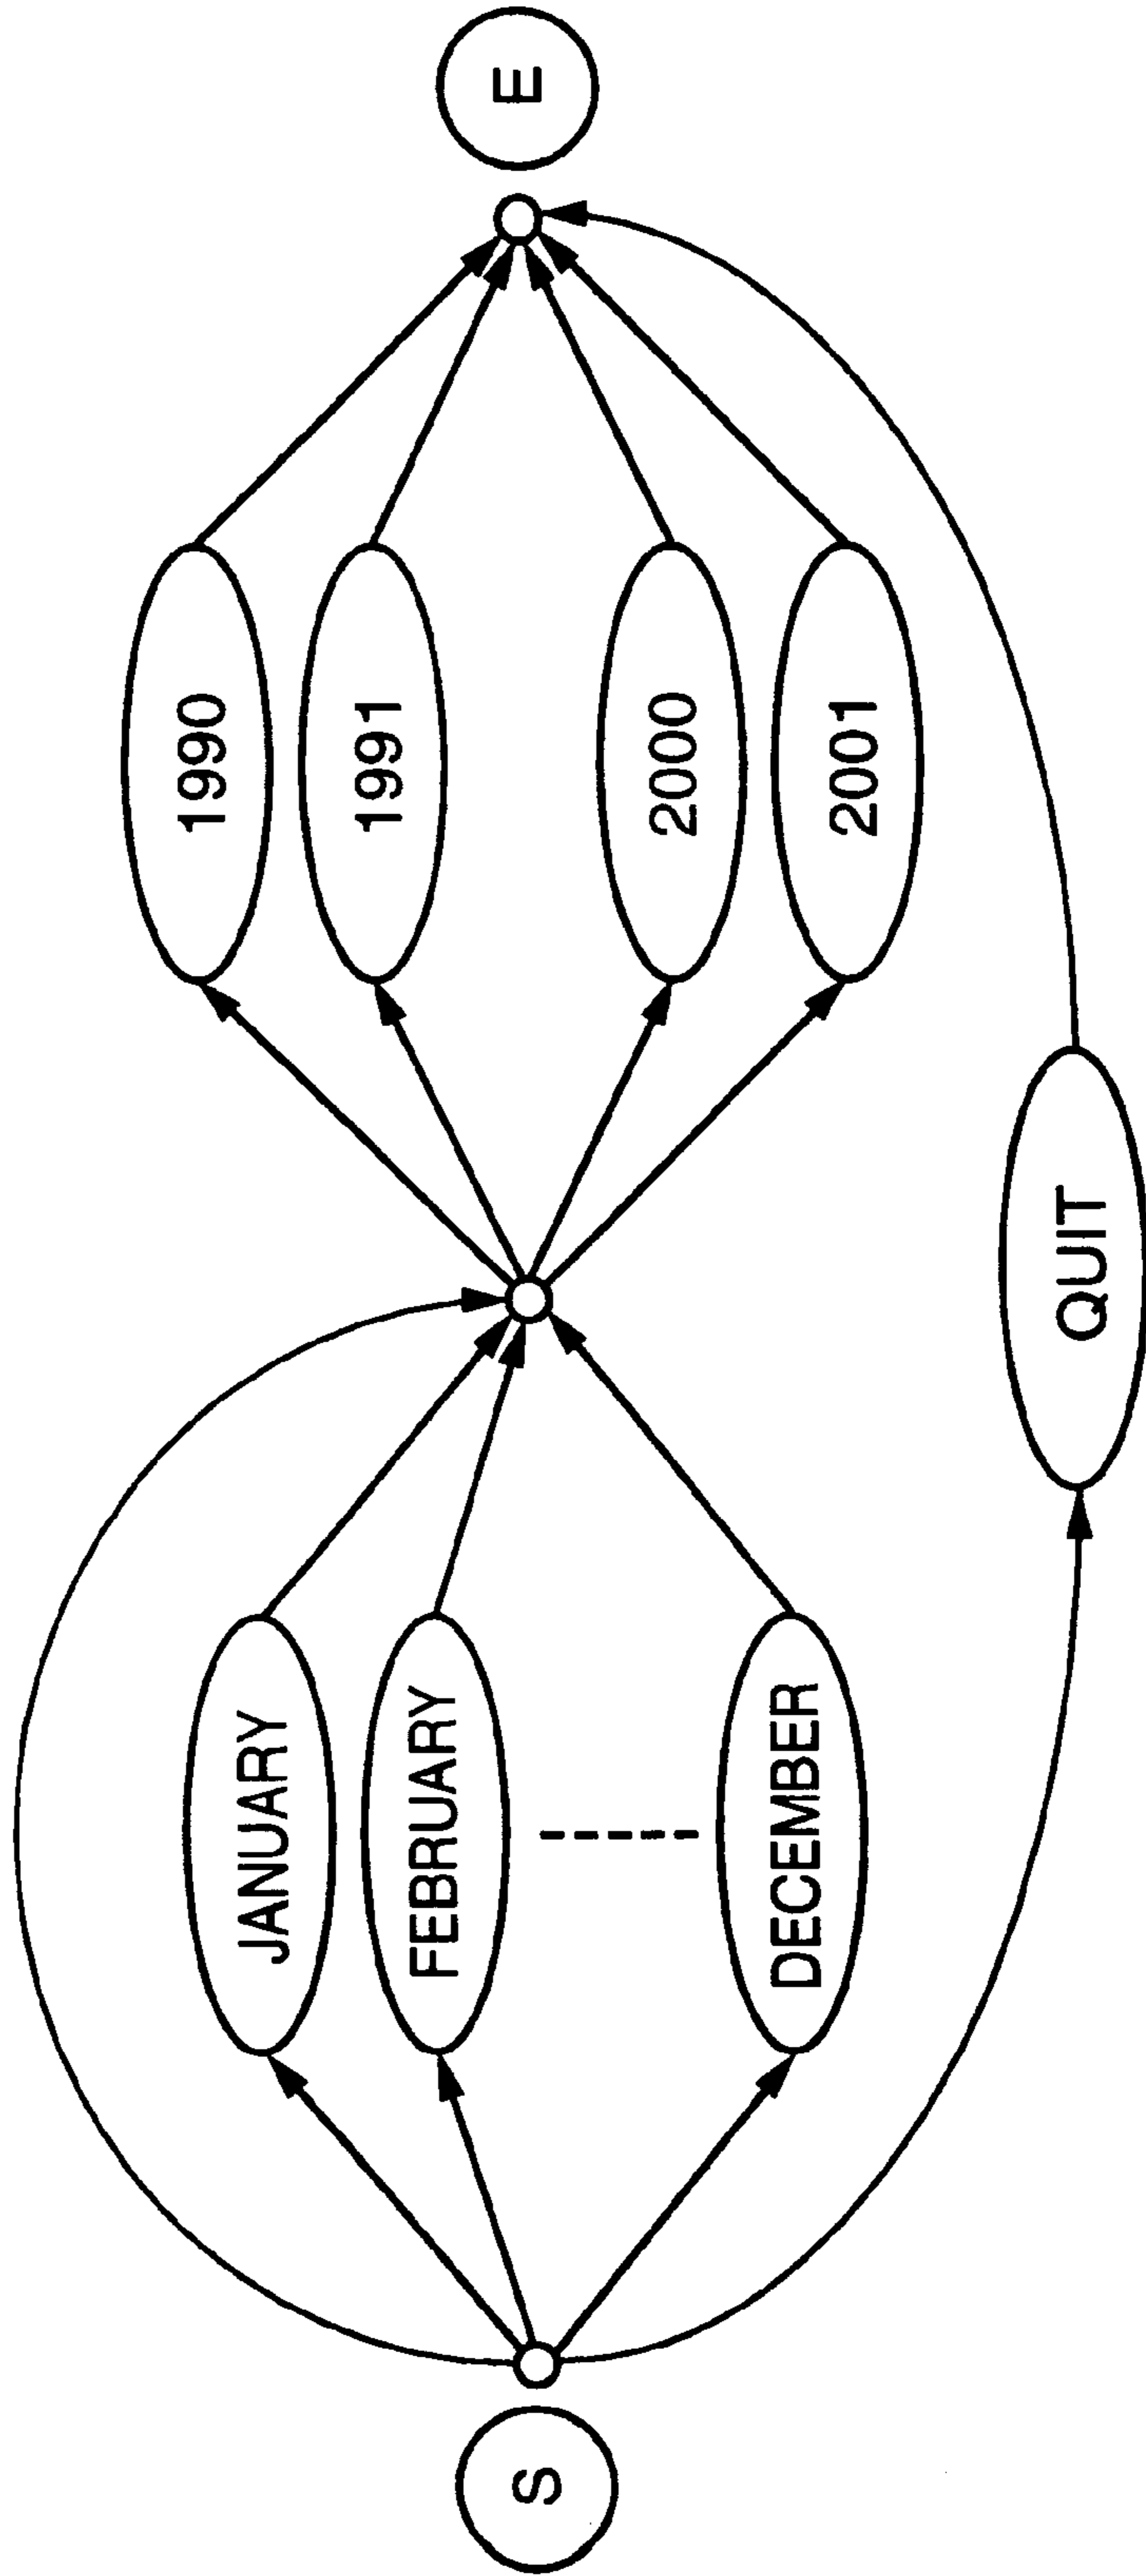 S
JANUARY
FEBRUARY
DECEMBER
QUIT
1990
1991
2000
2001
E